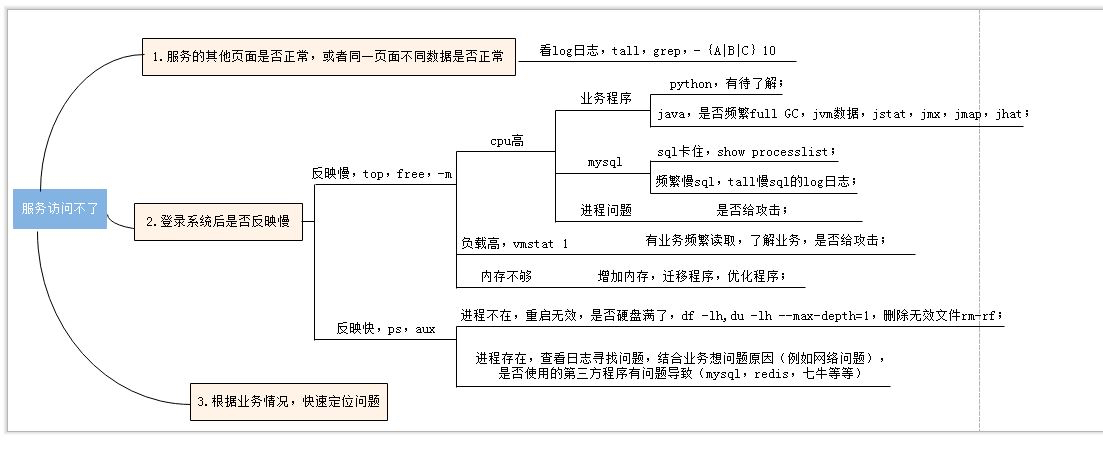 1.服务的其他页面是否正常，或者同一页面不同数据是否正常
看log日志，tall，grep，- {A|B|C} 10
python，有待了解；
业务程序
java，是否频繁full GC，jvm数据，jstat，jmx，jmap，jhat；
cpu高
sql卡住，show processlist；
mysql
反映慢，top，free，-m
频繁慢sql，tall慢sql的log日志；
服务访问不了
2.登录系统后是否反映慢
进程问题
是否给攻击；
负载高，vmstat 1
有业务频繁读取，了解业务，是否给攻击；
内存不够
增加内存，迁移程序，优化程序；
反映快，ps，aux
进程不在，重启无效，是否硬盘满了，df -lh,du -lh --max-depth=1，删除无效文件rm-rf；
进程存在，查看日志寻找问题，结合业务想问题原因（例如网络问题），
是否使用的第三方程序有问题导致（mysql，redis，七牛等等）
3.根据业务情况，快速定位问题